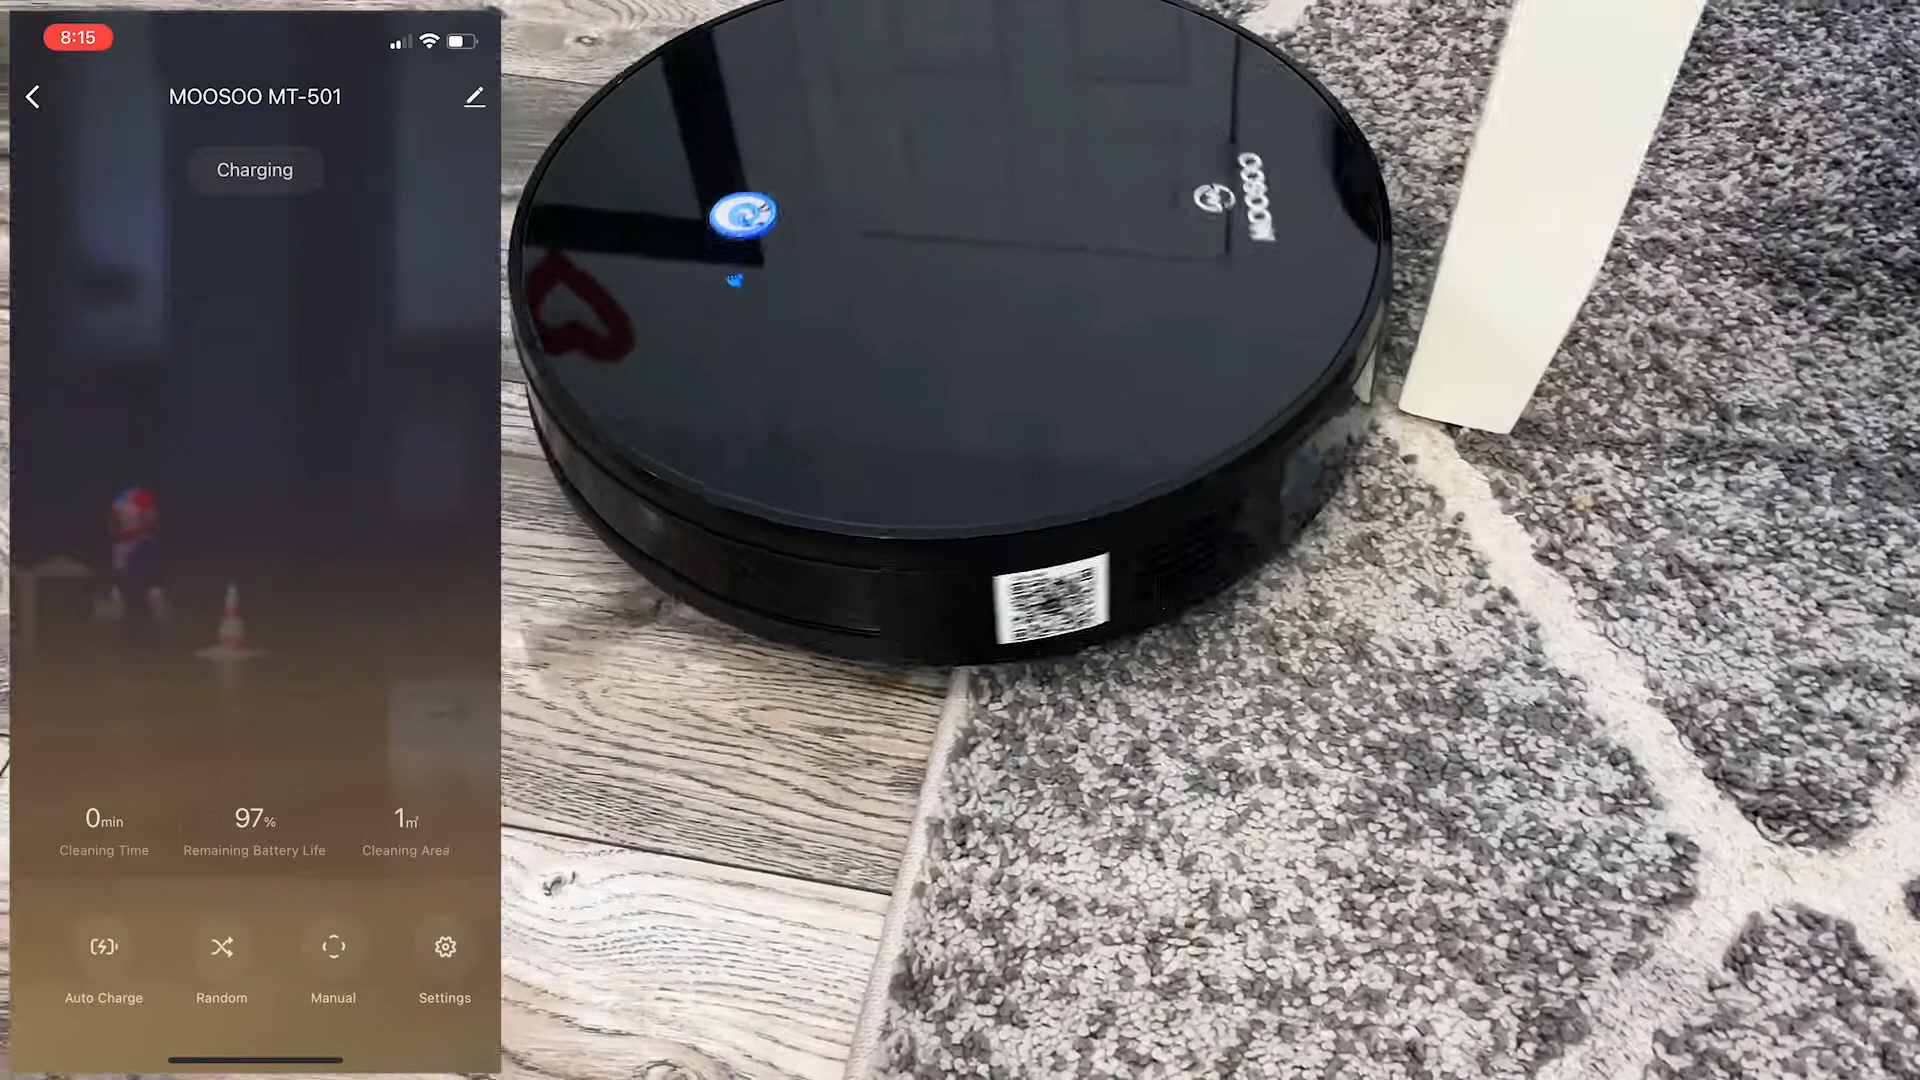 8:15
MOOSOO MT-501
Charging
0min
Cleaning Time
97%
Remaining Battery Life
1㎡
Cleaning Area
Auto Charge
Random
Manual
Settings
MOOSOO